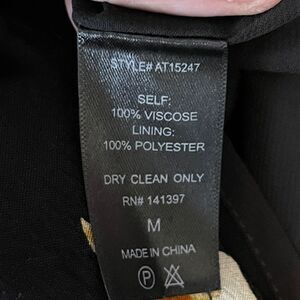 STYLE# AT15247
SELF:
100% VISCOSE
LINING:
100% POLYESTER
DRY CLEAN ONLY
RN# 141397
M
MADE IN CHINA
P